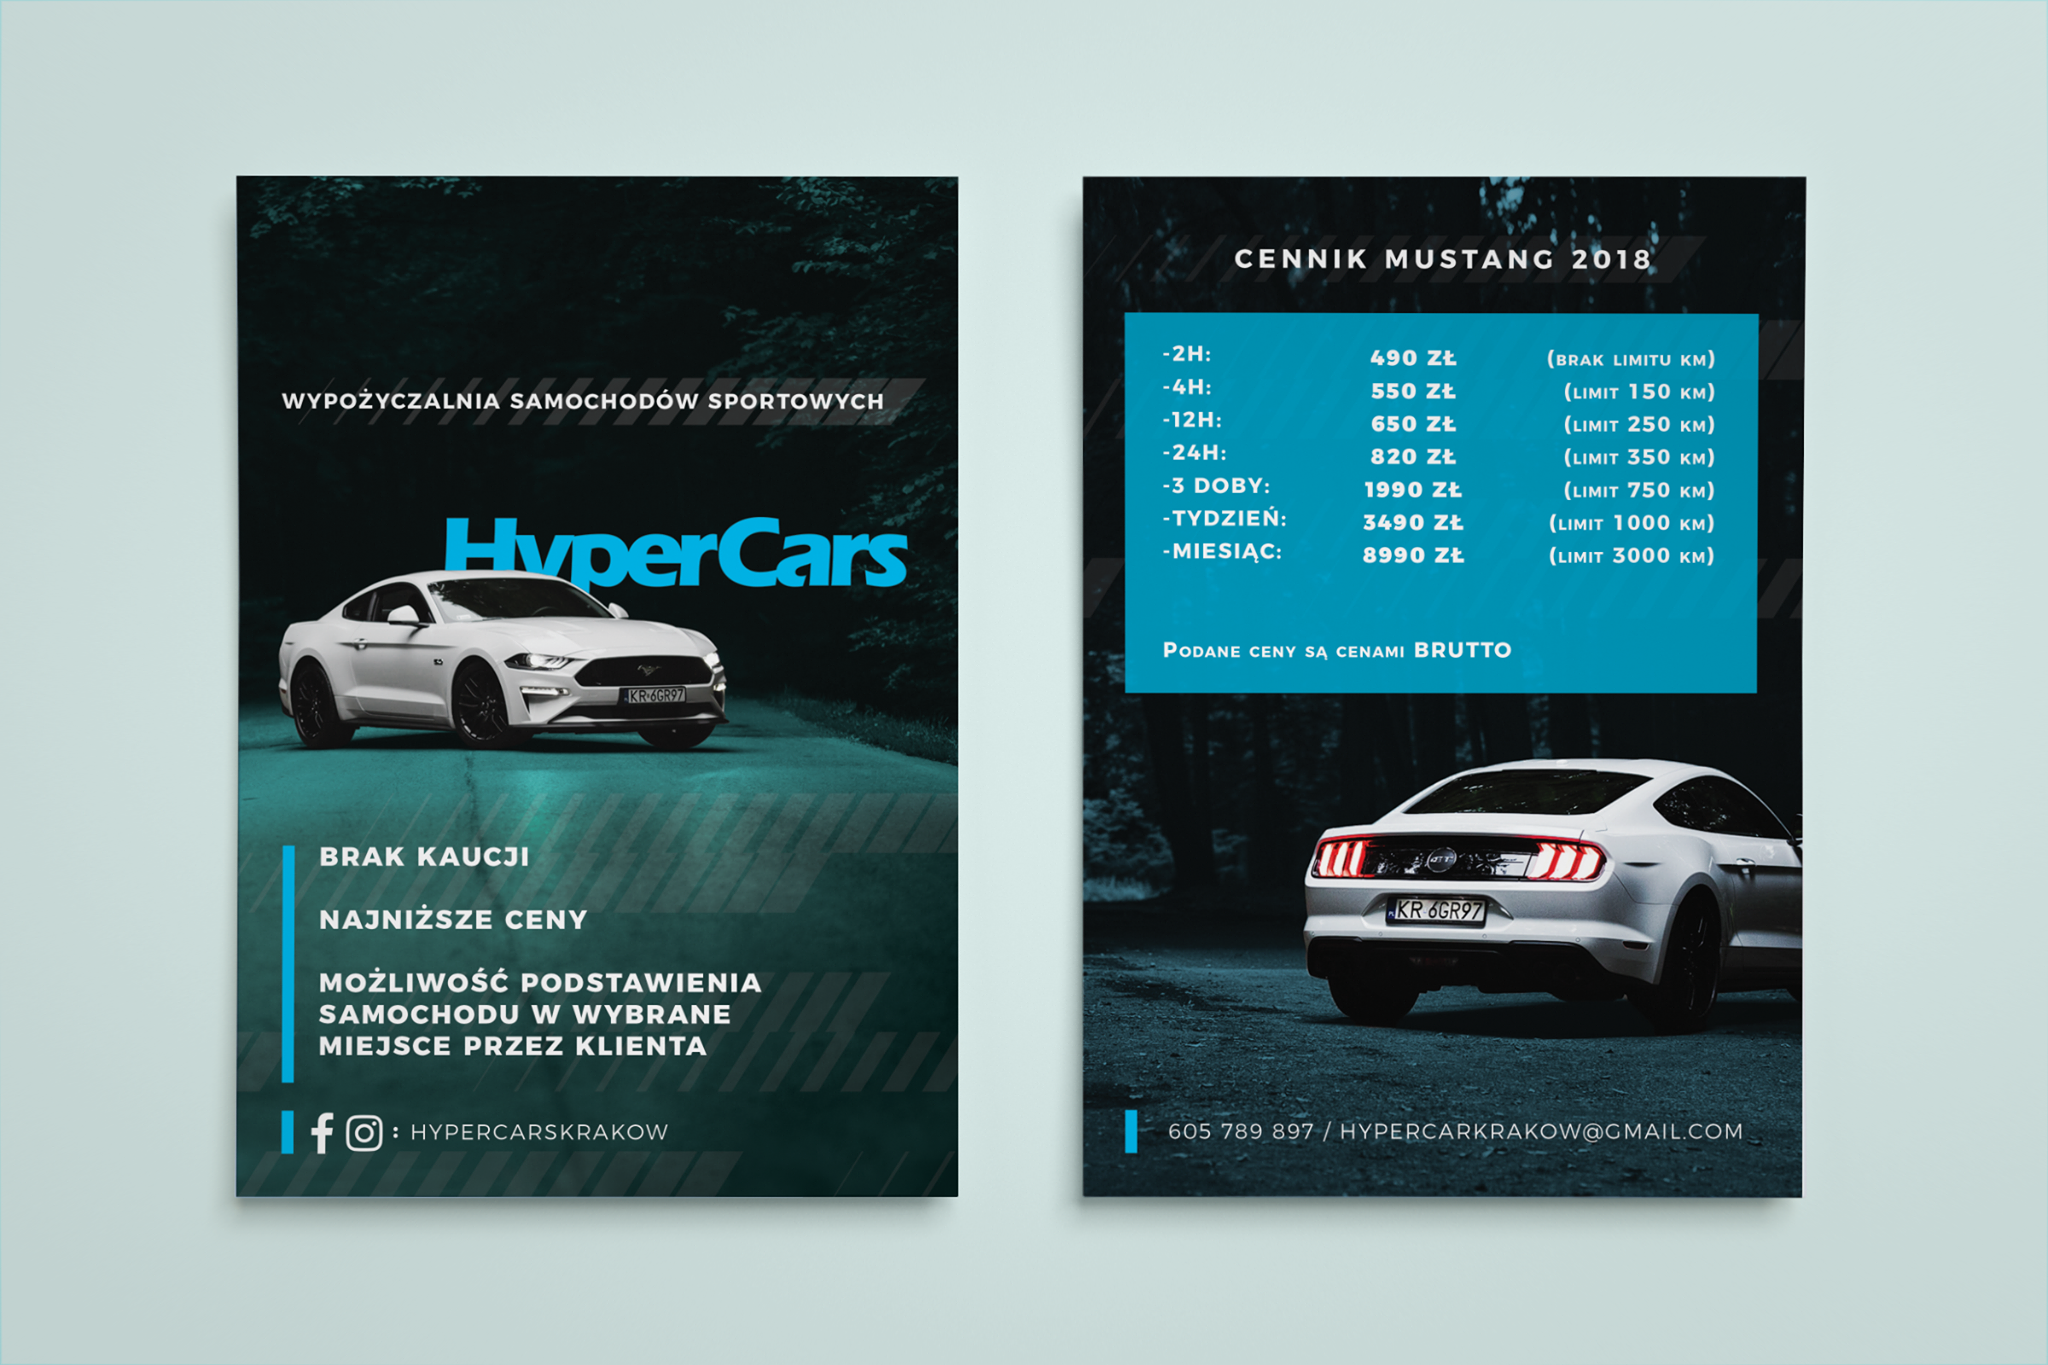 WYPOŻYCZALNIA SAMOCHODÓW SPORTOWYCH
HyperCars
KR 6GR97
BRAK KAUCJI
NAJNIŻSZE CENY
MOŻLIWOŚĆ PODSTAWIENIA
SAMOCHODU W WYBRANE
MIEJSCE PRZEZ KLIENTA
: HYPERCARSKRAKOW
CENNIK MUSTANG 2018
-2H: 490 ZŁ (BRAK LIMITU KM)
-4H: 550 ZŁ (LIMIT 150 KM)
-12H: 650 ZŁ (LIMIT 250 KM)
-24H: 820 ZŁ (LIMIT 350 KM)
-3 DOBY: 1990 ZŁ (LIMIT 750 KM)
-TYDZIEŃ: 3490 ZŁ (LIMIT 1000 KM)
-MIESIĄC: 8990 ZŁ (LIMIT 3000 KM)
PODANE CENY SĄ CENAMI BRUTTO
GT
KR 6GR97
605 789 897 / HYPERCARKRAKOW@GMAIL.COM